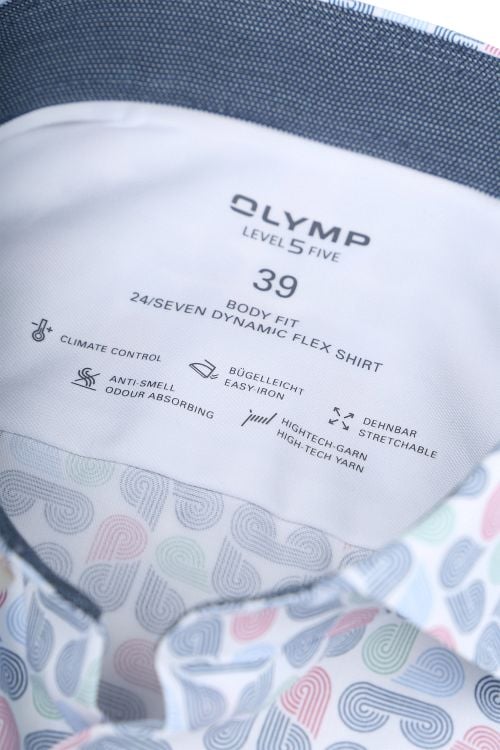 OLYMP
LEVEL 5 FIVE
39
BODY FIT
24/SEVEN DYNAMIC FLEX SHIRT
CLIMATE CONTROL
BÜGELLEICHT
EASY-IRON
DEHNBAR
STRETCHABLE
ANTI-SMELL
ODOUR ABSORBING
HIGHTECH-GARN
HIGH-TECH YARN